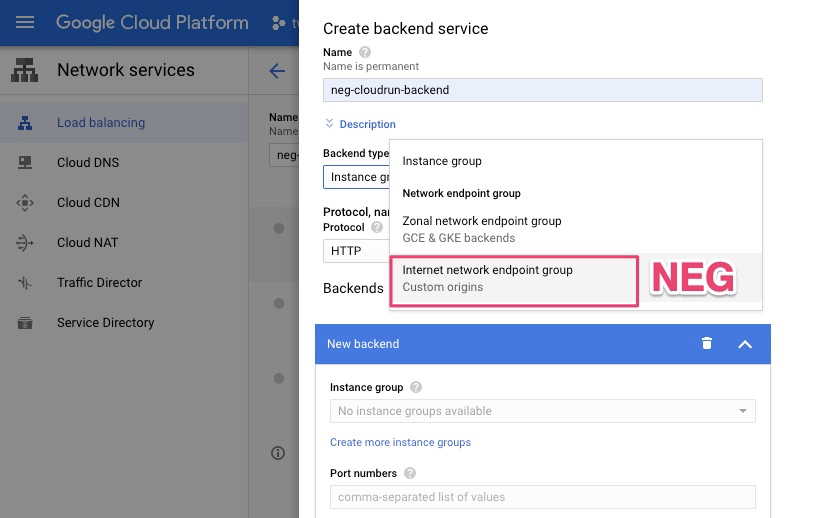 Google Cloud Platform
Network services
Load balancing
Cloud DNS
Cloud CDN
Cloud NAT
Traffic Director
Service Directory
Name
Name
neg-
Create backend service
Name
Name is permanent
neg-cloudrun-backend
Description
Backend type
Instance gr
Instance group
Network endpoint group
Zonal network endpoint group
GCE & GKE backends
Internet network endpoint group
Custom origins
NEG
Protocol, na
Protocol
HTTP
Backends
New backend
Instance group
No instance groups available
Create more instance groups
Port numbers
comma-separated list of values